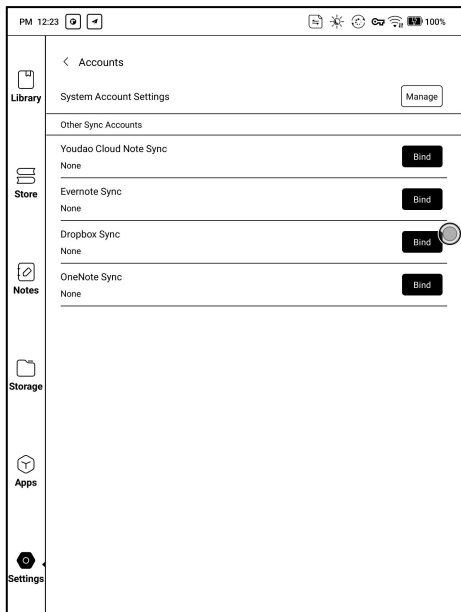 PM 12:23
100%
Accounts
System Account Settings
Manage
Other Sync Accounts
Youdao Cloud Note Sync
None
Bind
Evernote Sync
None
Bind
Dropbox Sync
None
Bind
OneNote Sync
None
Bind
Library
Store
Notes
Storage
Apps
Settings